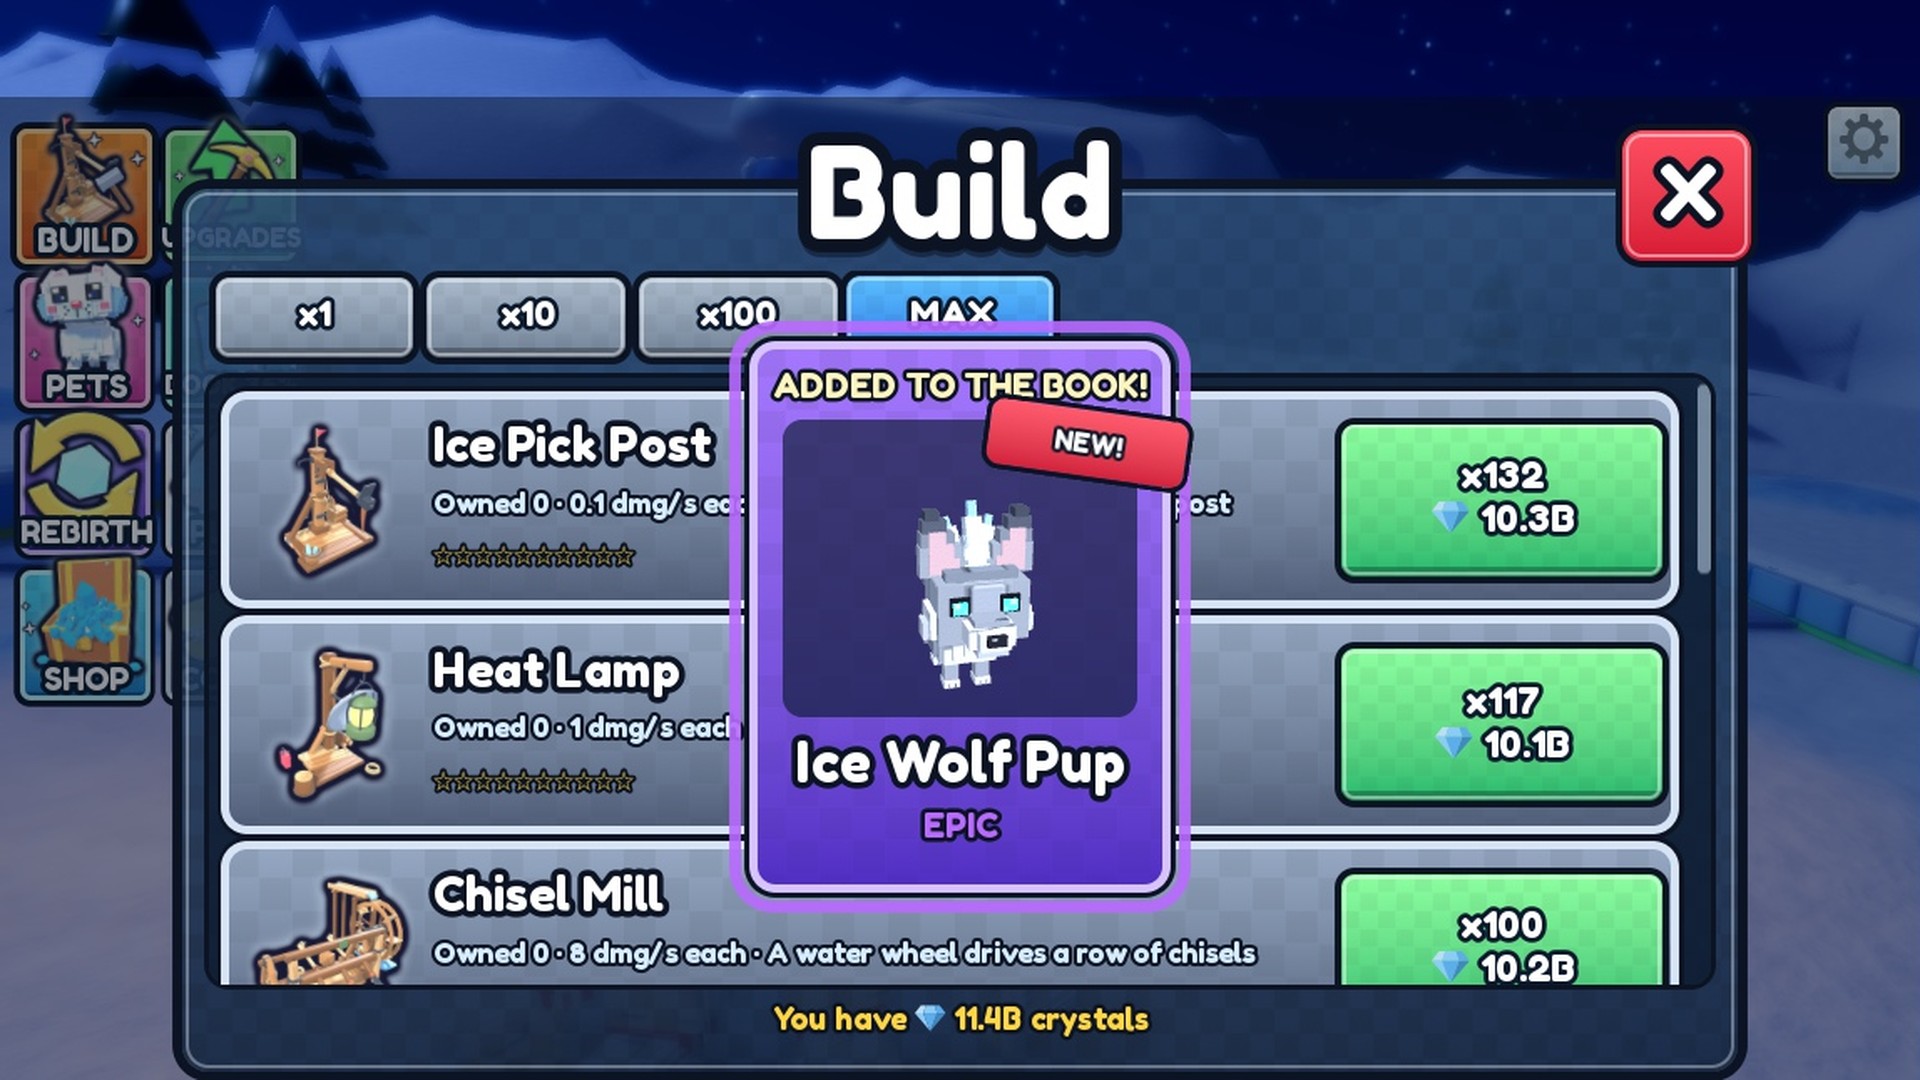 Build
BUILD
UPGRADES
PETS
REBIRTH
SHOP
x1
x10
x100
MAX
ADDED TO THE BOOK!
NEW!
Ice Wolf Pup
EPIC
Ice Pick Post
Owned 0 · 0.1 dmg/s
post
x132
10.3B
Heat Lamp
Owned 0 · 1 dmg/s each
x117
10.1B
Chisel Mill
Owned 0 · 8 dmg/s each · A water wheel drives a row of chisels
x100
10.2B
You have 11.4B crystals